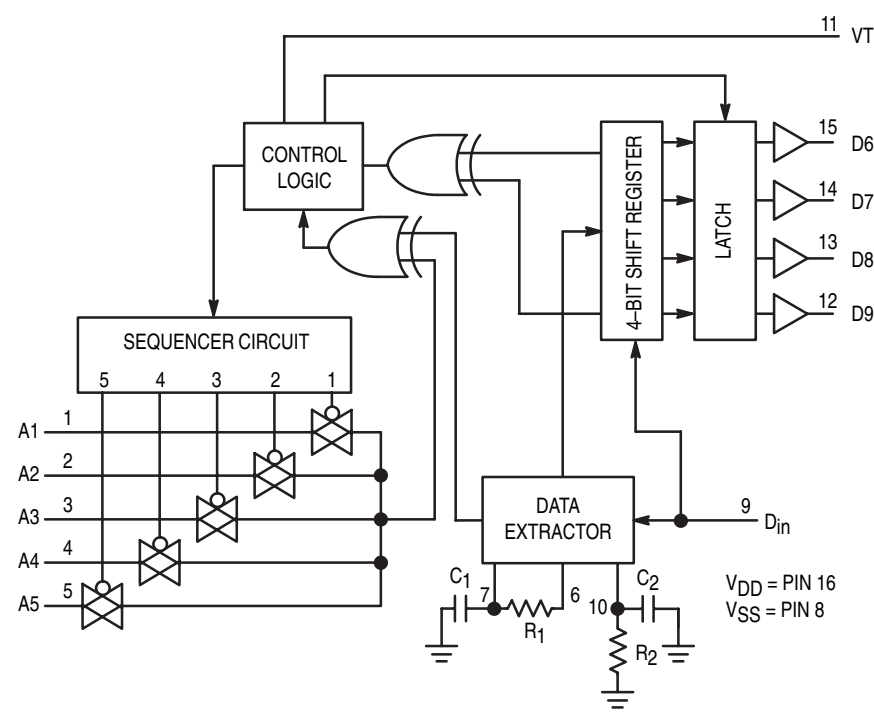 11 VT
CONTROL
LOGIC
4–BIT SHIFT REGISTER
LATCH
15 D6
14 D7
13 D8
12 D9
SEQUENCER CIRCUIT
5 4 3 2 1
A1 1
A2 2
A3 3
A4 4
A5 5
DATA
EXTRACTOR
9 Din
C1
7
R1
6
10
C2
R2
VDD = PIN 16
VSS = PIN 8